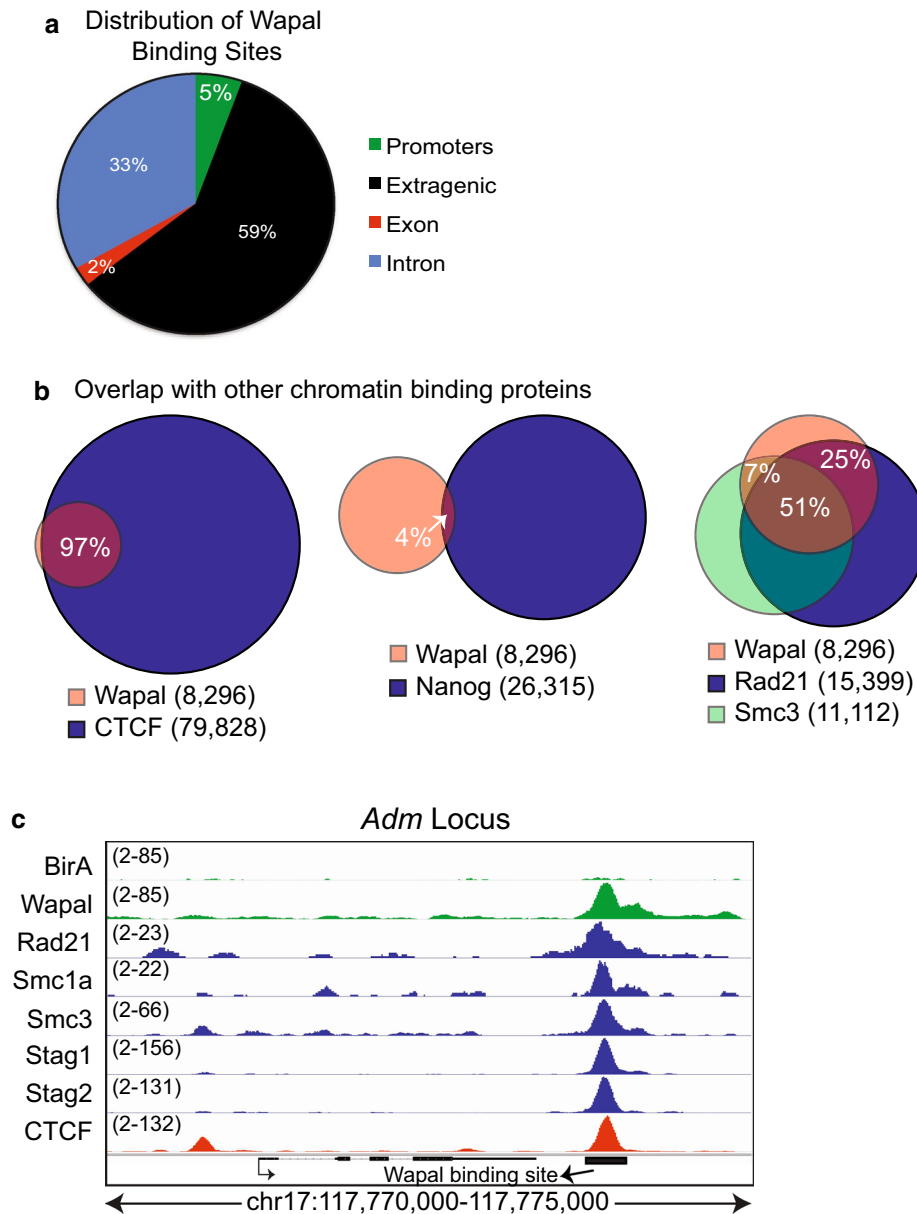 a Distribution of Wapal
Binding Sites
5%
33%
59%
2%
Promoters
Extragenic
Exon
Intron
b Overlap with other chromatin binding proteins
97%
Wapal (8,296)
CTCF (79,828)
4%
Wapal (8,296)
Nanog (26,315)
7%
25%
51%
Wapal (8,296)
Rad21 (15,399)
Smc3 (11,112)
c Adm Locus
BirA (2-85)
Wapal (2-85)
Rad21 (2-23)
Smc1a (2-22)
Smc3 (2-66)
Stag1 (2-156)
Stag2 (2-131)
CTCF (2-132)
Wapal binding site
chr17:117,770,000-117,775,000